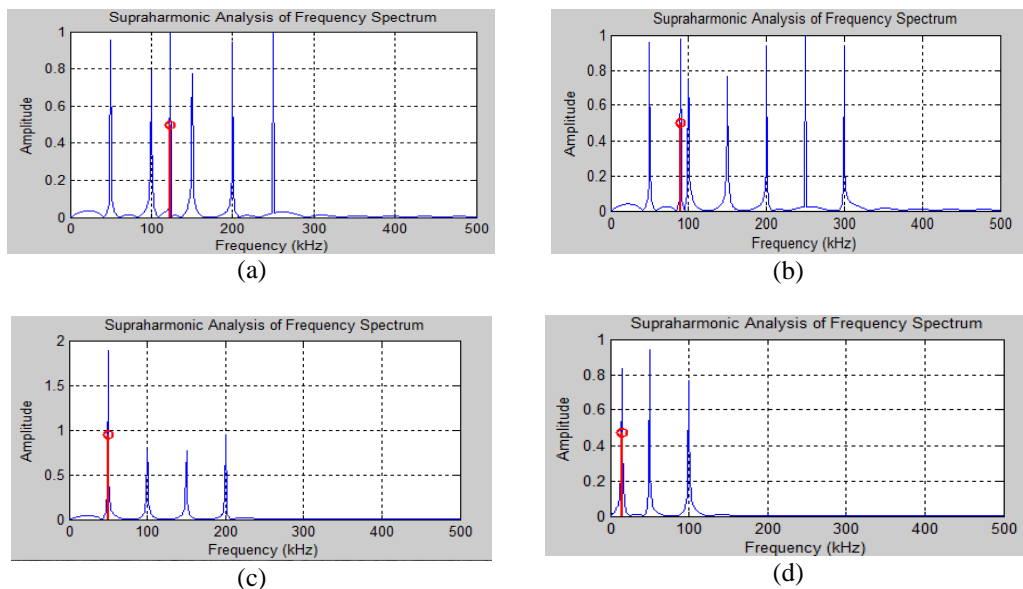 Supraharmonic Analysis of Frequency Spectrum
1
0.8
0.6
0.4
0.2
0
Amplitude
0 100 200 300 400 500
Frequency (kHz)
(a)
Supraharmonic Analysis of Frequency Spectrum
1
0.8
0.6
0.4
0.2
0
Amplitude
0 100 200 300 400 500
Frequency (kHz)
(b)
Supraharmonic Analysis of Frequency Spectrum
2
1.5
1
0.5
0
Amplitude
0 100 200 300 400 500
Frequency (kHz)
(c)
Supraharmonic Analysis of Frequency Spectrum
1
0.8
0.6
0.4
0.2
0
Amplitude
0 100 200 300 400 500
Frequency (kHz)
(d)